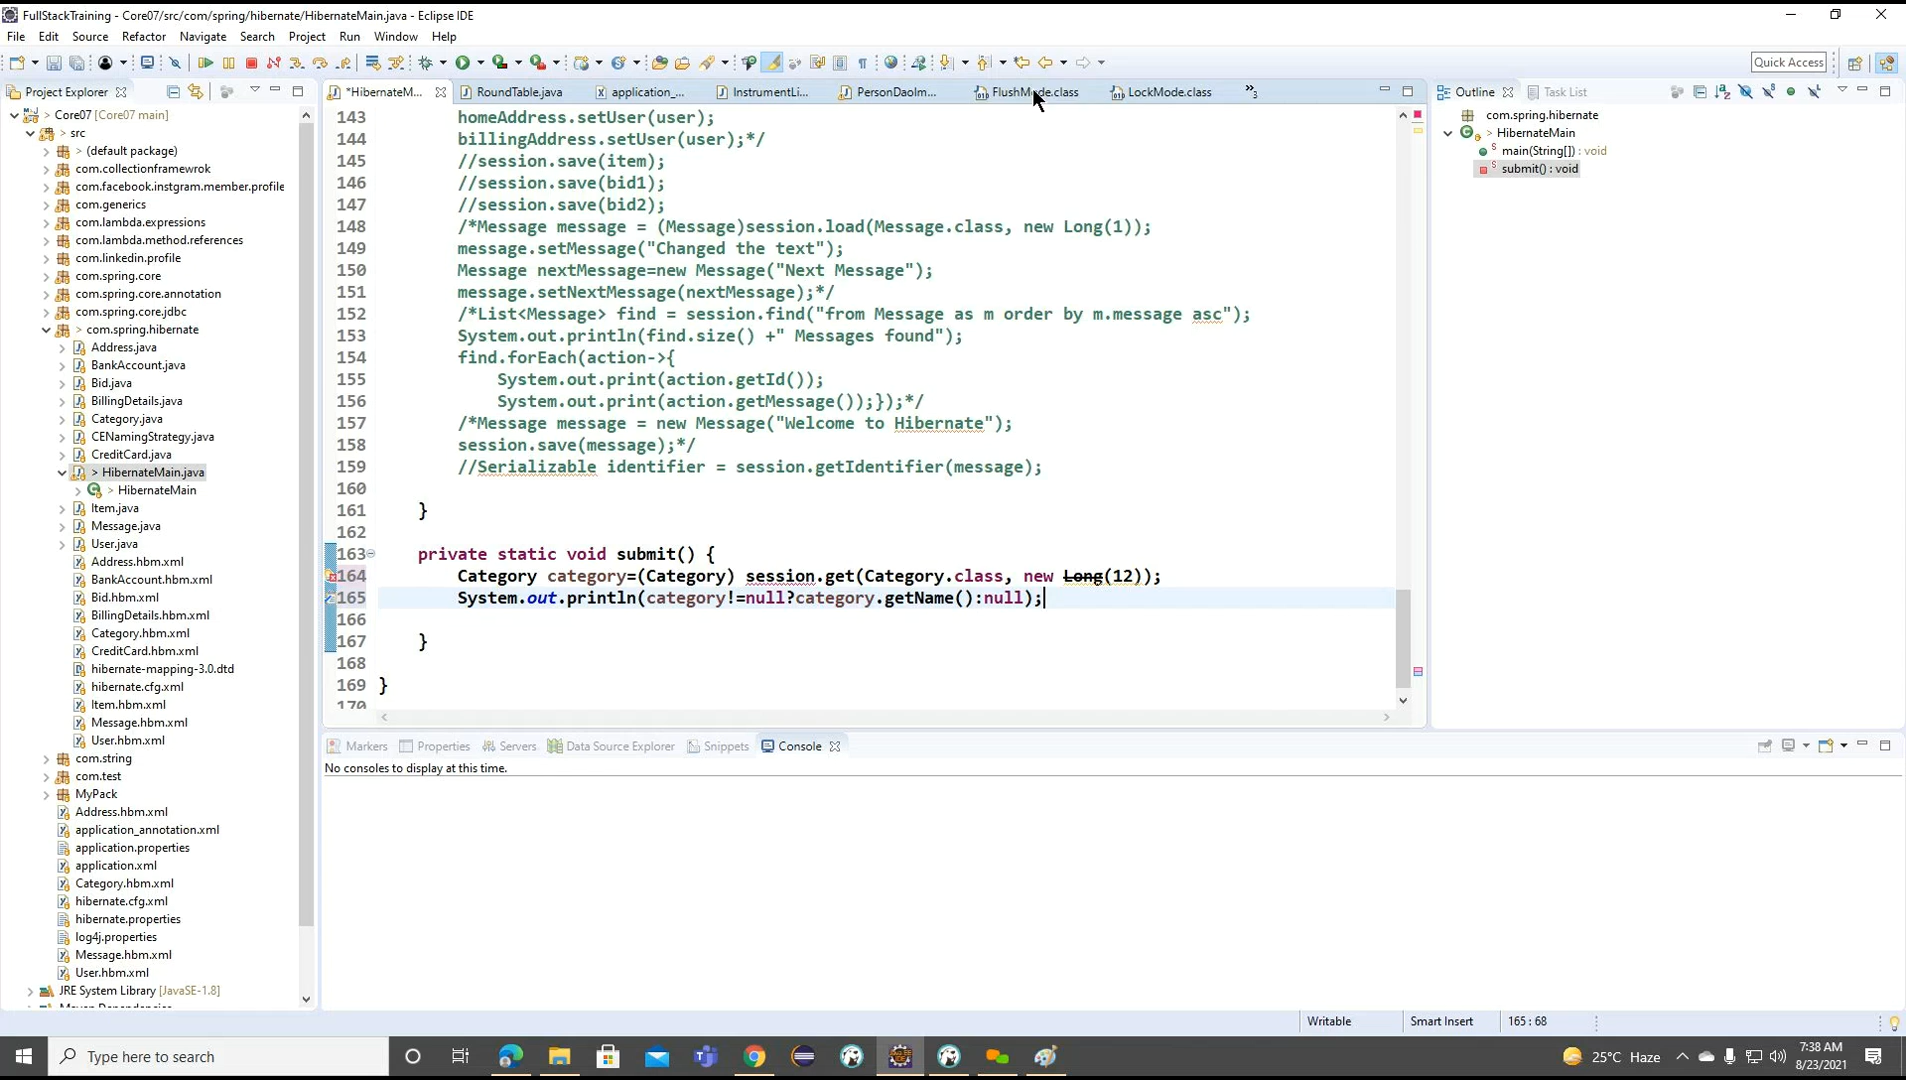 FullStackTraining - Core07/src/com/spring/hibernate/HibernateMain.java - Eclipse IDE
File Edit Source Refactor Navigate Search Project Run Window Help
Quick Access
Project Explorer
*HibernateM... RoundTable.java application_... InstrumentLi... PersonDaoIm... FlushMode.class LockMode.class »3
Outline Task List
> Core07 [Core07 main]
> src
> (default package)
com.collectionframewrok
com.facebook.instgram.member.profile
com.generics
com.lambda.expressions
com.lambda.method.references
com.linkedin.profile
com.spring.core
com.spring.core.annotation
com.spring.core.jdbc
> com.spring.hibernate
Address.java
BankAccount.java
Bid.java
BillingDetails.java
Category.java
CENamingStrategy.java
CreditCard.java
> HibernateMain.java
> HibernateMain
Item.java
Message.java
User.java
Address.hbm.xml
BankAccount.hbm.xml
Bid.hbm.xml
BillingDetails.hbm.xml
Category.hbm.xml
CreditCard.hbm.xml
hibernate-mapping-3.0.dtd
hibernate.cfg.xml
Item.hbm.xml
Message.hbm.xml
User.hbm.xml
com.string
com.test
MyPack
Address.hbm.xml
application_annotation.xml
application.properties
application.xml
Category.hbm.xml
hibernate.cfg.xml
hibernate.properties
log4j.properties
Message.hbm.xml
User.hbm.xml
JRE System Library [JavaSE-1.8]
143 homeAddress.setUser(user);
144 billingAddress.setUser(user);*/
145 //session.save(item);
146 //session.save(bid1);
147 //session.save(bid2);
148 /*Message message = (Message)session.load(Message.class, new Long(1));
149 message.setMessage("Changed the text");
150 Message nextMessage=new Message("Next Message");
151 message.setNextMessage(nextMessage);*/
152 /*List<Message> find = session.find("from Message as m order by m.message asc");
153 System.out.println(find.size() +" Messages found");
154 find.forEach(action->{
155 System.out.print(action.getId());
156 System.out.print(action.getMessage());});*/
157 /*Message message = new Message("Welcome to Hibernate");
158 session.save(message);*/
159 //Serializable identifier = session.getIdentifier(message);
160
161 }
162
163 private static void submit() {
164 Category category=(Category) session.get(Category.class, new Long(12));
165 System.out.println(category!=null?category.getName():null);
166
167 }
168
169 }
170
com.spring.hibernate
> HibernateMain
main(String[]) : void
submit() : void
Markers Properties Servers Data Source Explorer Snippets Console
No consoles to display at this time.
Writable Smart Insert 165 : 68
Type here to search
25°C Haze
7:38 AM
8/23/2021